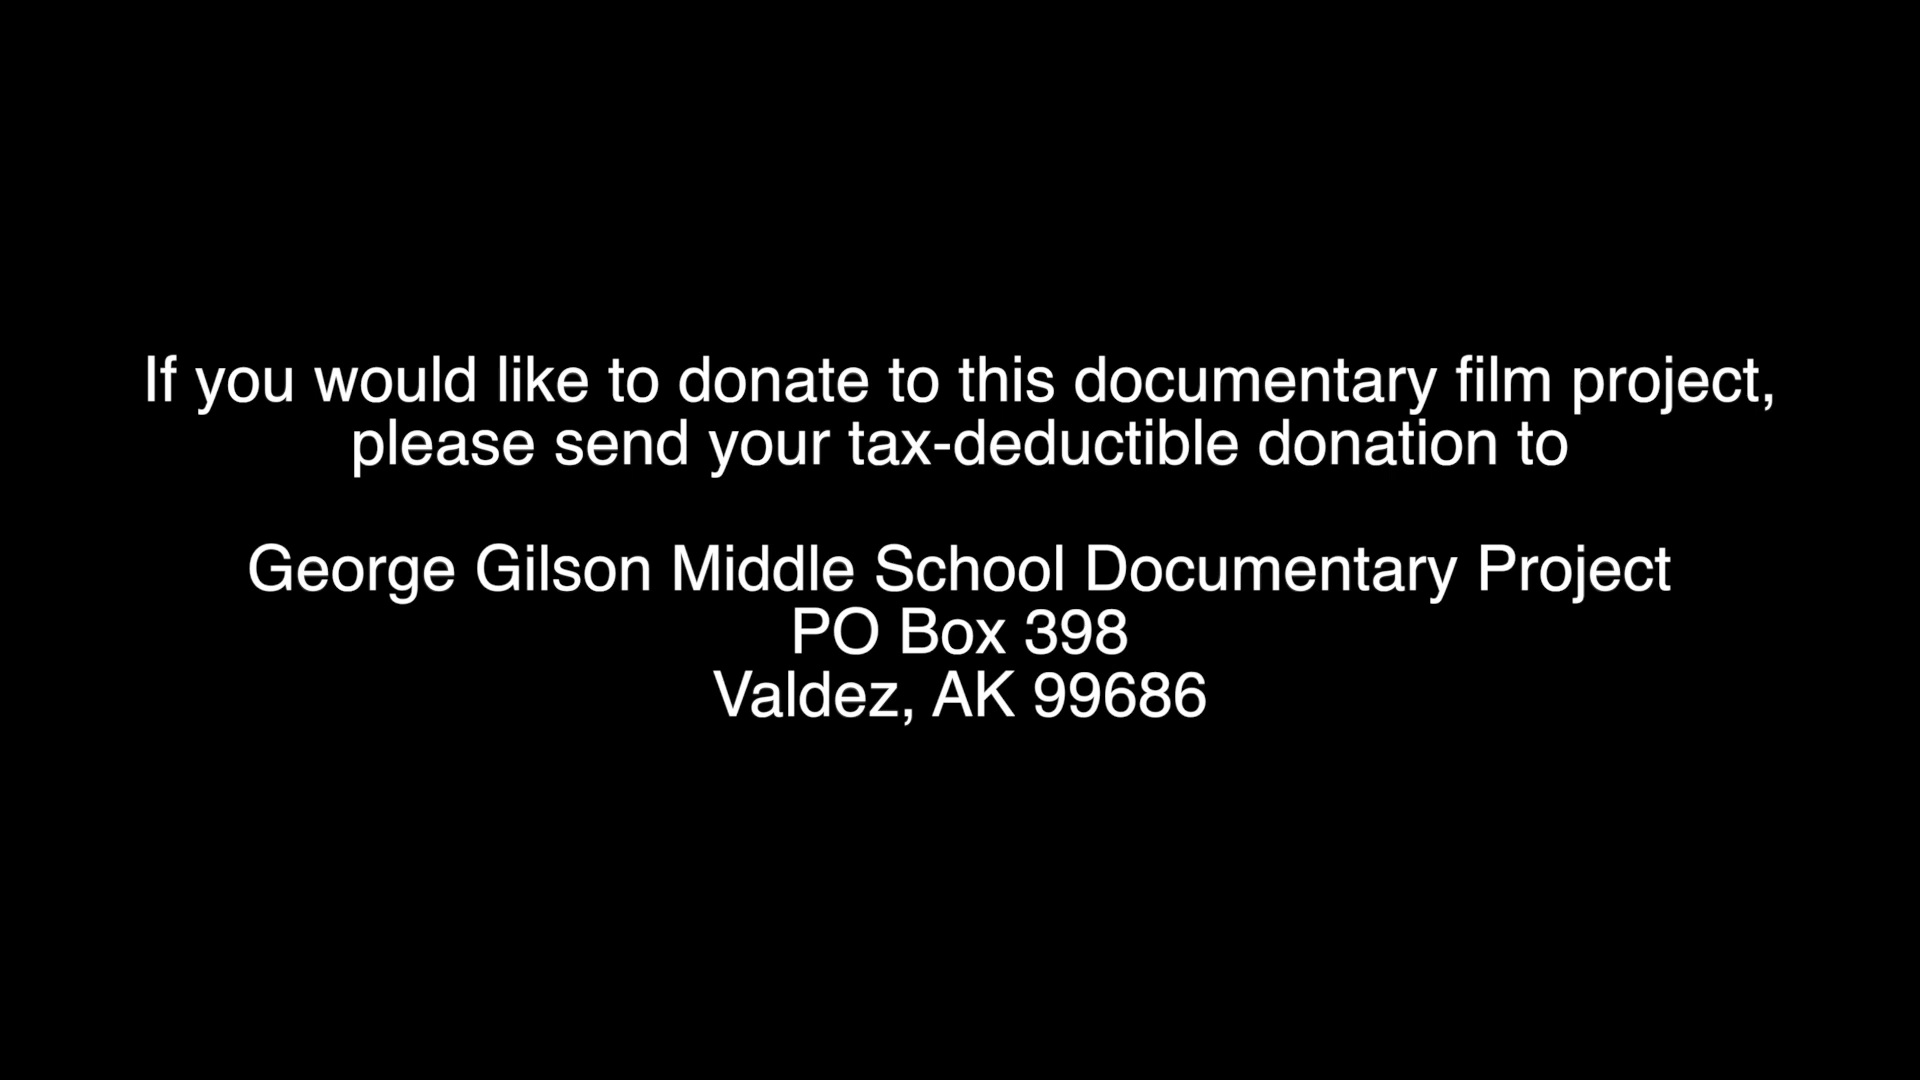 If you would like to donate to this documentary film project,
please send your tax-deductible donation to
George Gilson Middle School Documentary Project
PO Box 398
Valdez, AK 99686